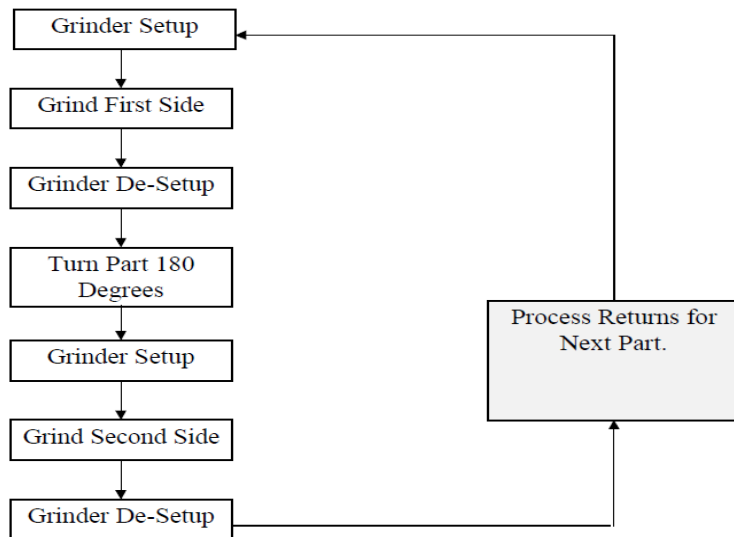 Grinder Setup
Grind First Side
Grinder De-Setup
Turn Part 180
Degrees
Grinder Setup
Grind Second Side
Grinder De-Setup
Process Returns for
Next Part.